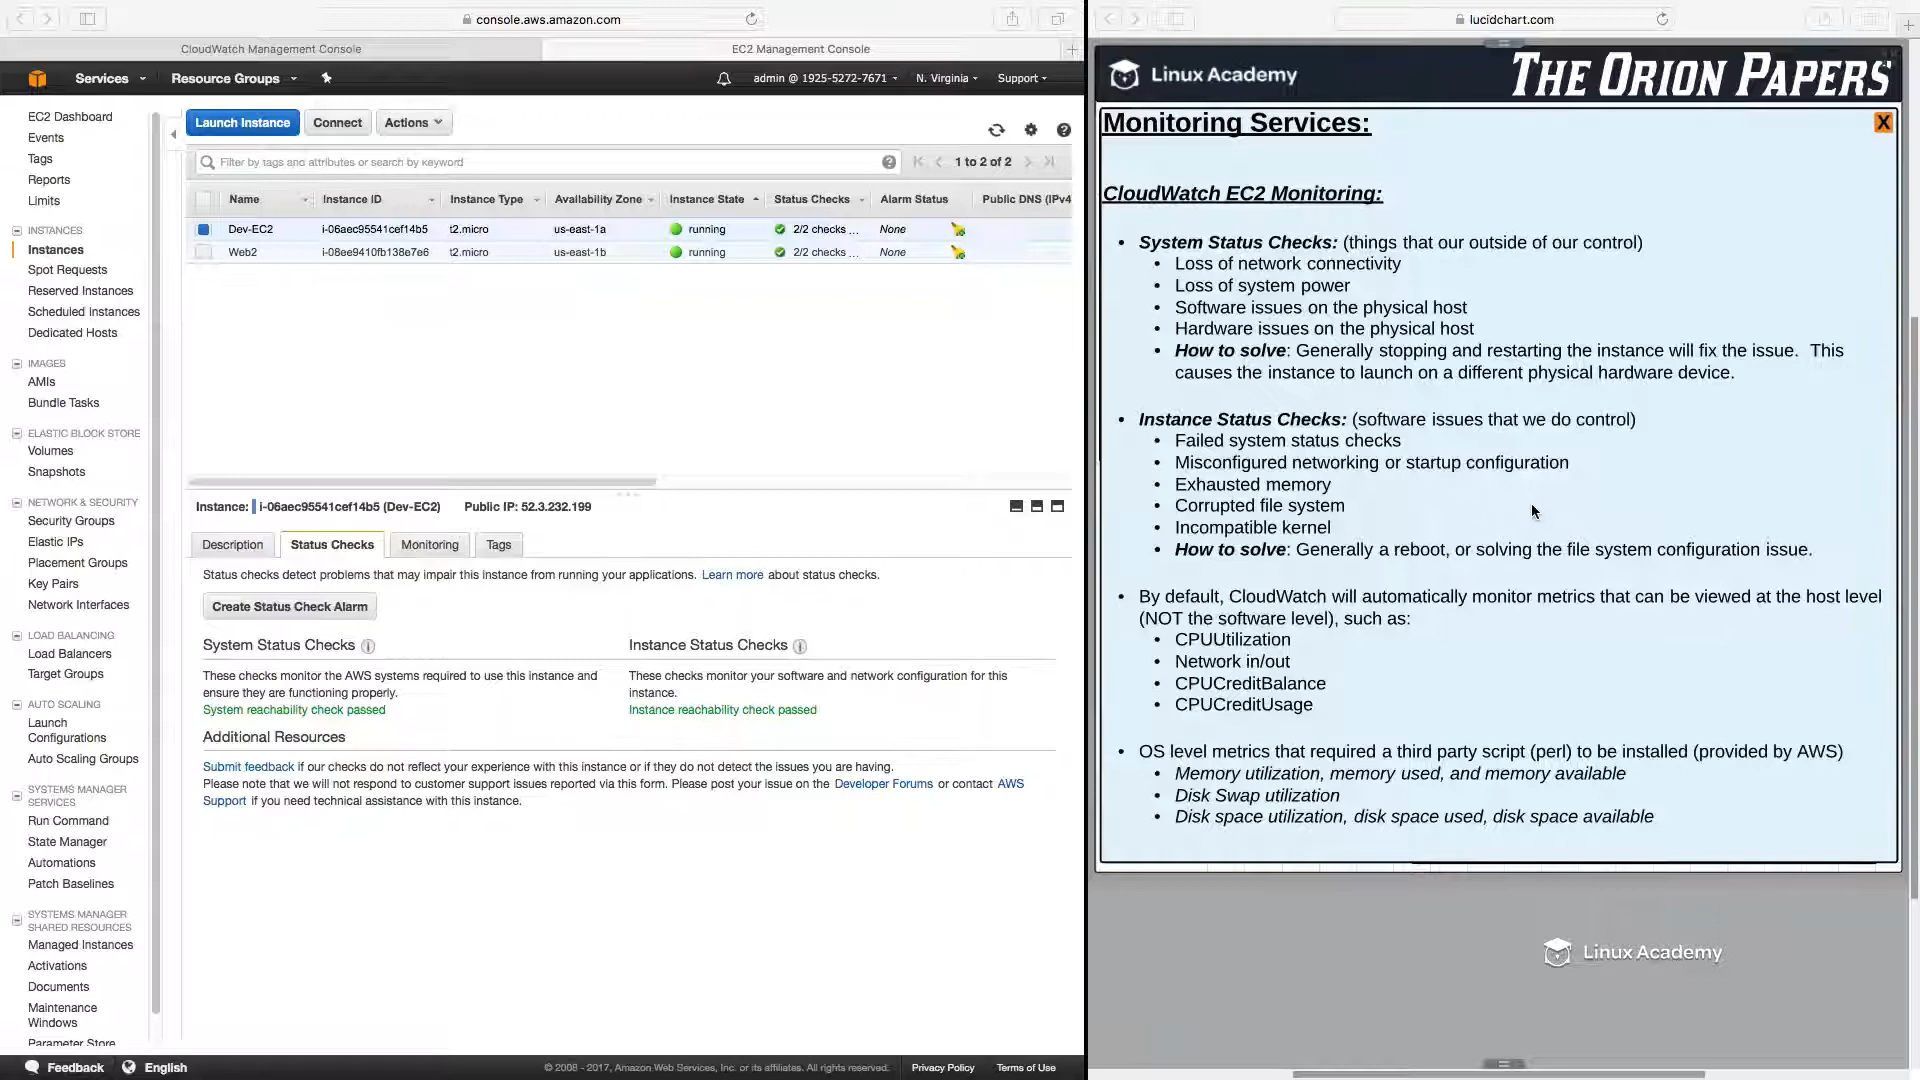 console.aws.amazon.com
CloudWatch Management Console
EC2 Management Console
Services
Resource Groups
admin @ 1925-5272-7671
N. Virginia
Support
EC2 Dashboard
Events
Tags
Reports
Limits
INSTANCES
Instances
Spot Requests
Reserved Instances
Scheduled Instances
Dedicated Hosts
IMAGES
AMIs
Bundle Tasks
ELASTIC BLOCK STORE
Volumes
Snapshots
NETWORK & SECURITY
Security Groups
Elastic IPs
Placement Groups
Key Pairs
Network Interfaces
LOAD BALANCING
Load Balancers
Target Groups
AUTO SCALING
Launch
Configurations
Auto Scaling Groups
SYSTEMS MANAGER
SERVICES
Run Command
State Manager
Automations
Patch Baselines
SYSTEMS MANAGER
SHARED RESOURCES
Managed Instances
Activations
Documents
Maintenance
Windows
Parameter Store
Launch Instance
Connect
Actions
Filter by tags and attributes or search by keyword
1 to 2 of 2
Name Instance ID Instance Type Availability Zone Instance State Status Checks Alarm Status Public DNS (IPv4
Dev-EC2 i-06aec95541cef14b5 t2.micro us-east-1a running 2/2 checks ... None
Web2 i-08ee9410fb138e7e6 t2.micro us-east-1b running 2/2 checks ... None
Instance: i-06aec95541cef14b5 (Dev-EC2) Public IP: 52.3.232.199
Description
Status Checks
Monitoring
Tags
Status checks detect problems that may impair this instance from running your applications. Learn more about status checks.
Create Status Check Alarm
System Status Checks
These checks monitor the AWS systems required to use this instance and
ensure they are functioning properly.
System reachability check passed
Instance Status Checks
These checks monitor your software and network configuration for this
instance.
Instance reachability check passed
Additional Resources
Submit feedback if our checks do not reflect your experience with this instance or if they do not detect the issues you are having.
Please note that we will not respond to customer support issues reported via this form. Please post your issue on the Developer Forums or contact AWS
Support if you need technical assistance with this instance.
Feedback
English
© 2008 - 2017, Amazon Web Services, Inc. or its affiliates. All rights reserved.
Privacy Policy
Terms of Use
lucidchart.com
Linux Academy
THE ORION PAPERS
Monitoring Services:
X
CloudWatch EC2 Monitoring:
• System Status Checks: (things that our outside of our control)
• Loss of network connectivity
• Loss of system power
• Software issues on the physical host
• Hardware issues on the physical host
• How to solve: Generally stopping and restarting the instance will fix the issue. This
causes the instance to launch on a different physical hardware device.
• Instance Status Checks: (software issues that we do control)
• Failed system status checks
• Misconfigured networking or startup configuration
• Exhausted memory
• Corrupted file system
• Incompatible kernel
• How to solve: Generally a reboot, or solving the file system configuration issue.
• By default, CloudWatch will automatically monitor metrics that can be viewed at the host level
(NOT the software level), such as:
• CPUUtilization
• Network in/out
• CPUCreditBalance
• CPUCreditUsage
• OS level metrics that required a third party script (perl) to be installed (provided by AWS)
• Memory utilization, memory used, and memory available
• Disk Swap utilization
• Disk space utilization, disk space used, disk space available
Linux Academy